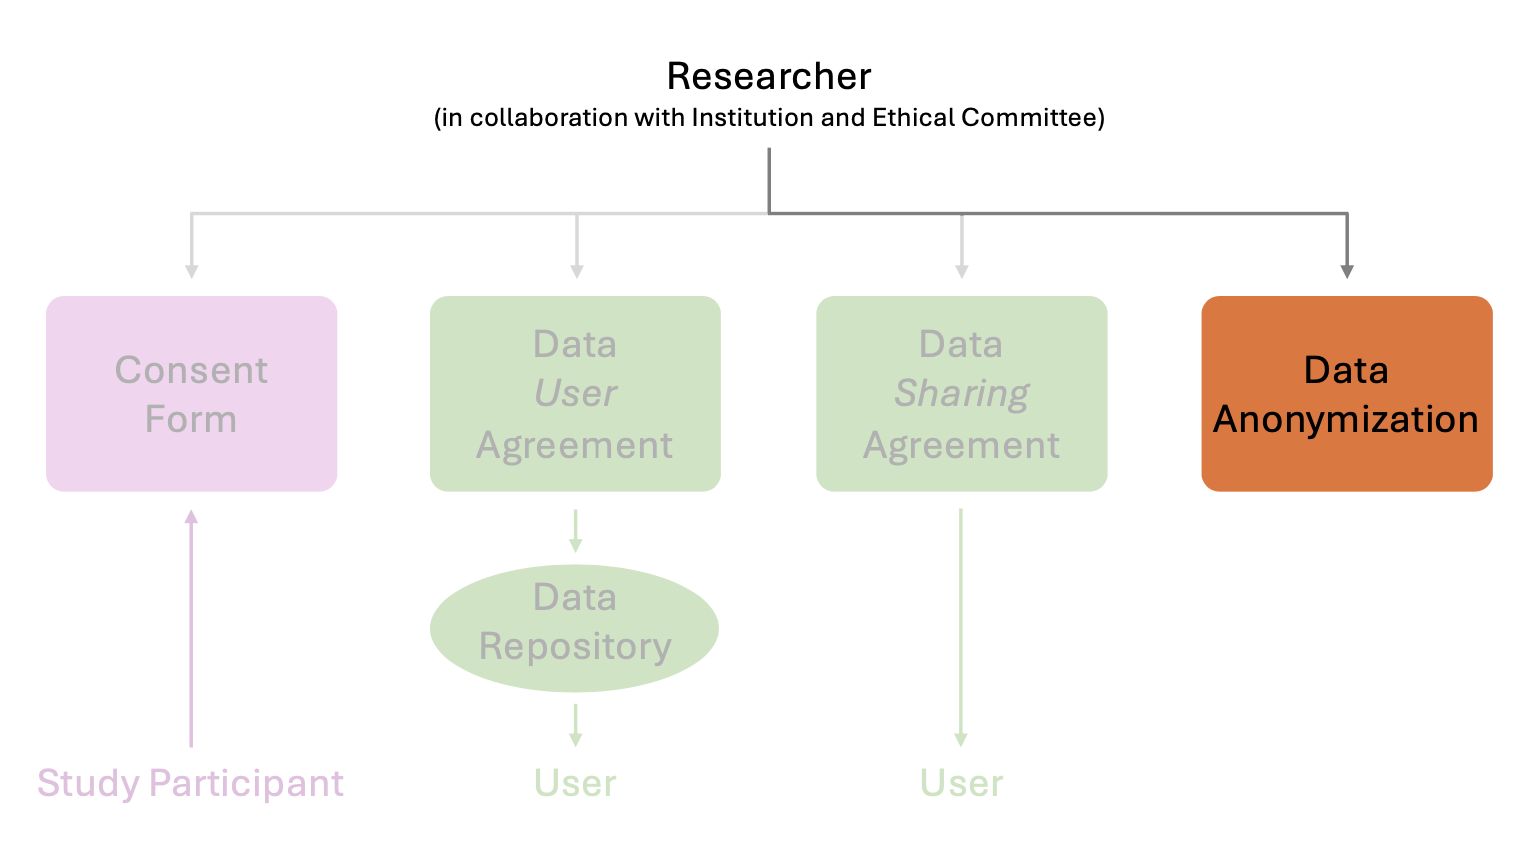 Researcher
(in collaboration with Institution and Ethical Committee)
Consent
Form
Data
User
Agreement
Data
Sharing
Agreement
Data
Anonymization
Data
Repository
Study Participant
User
User